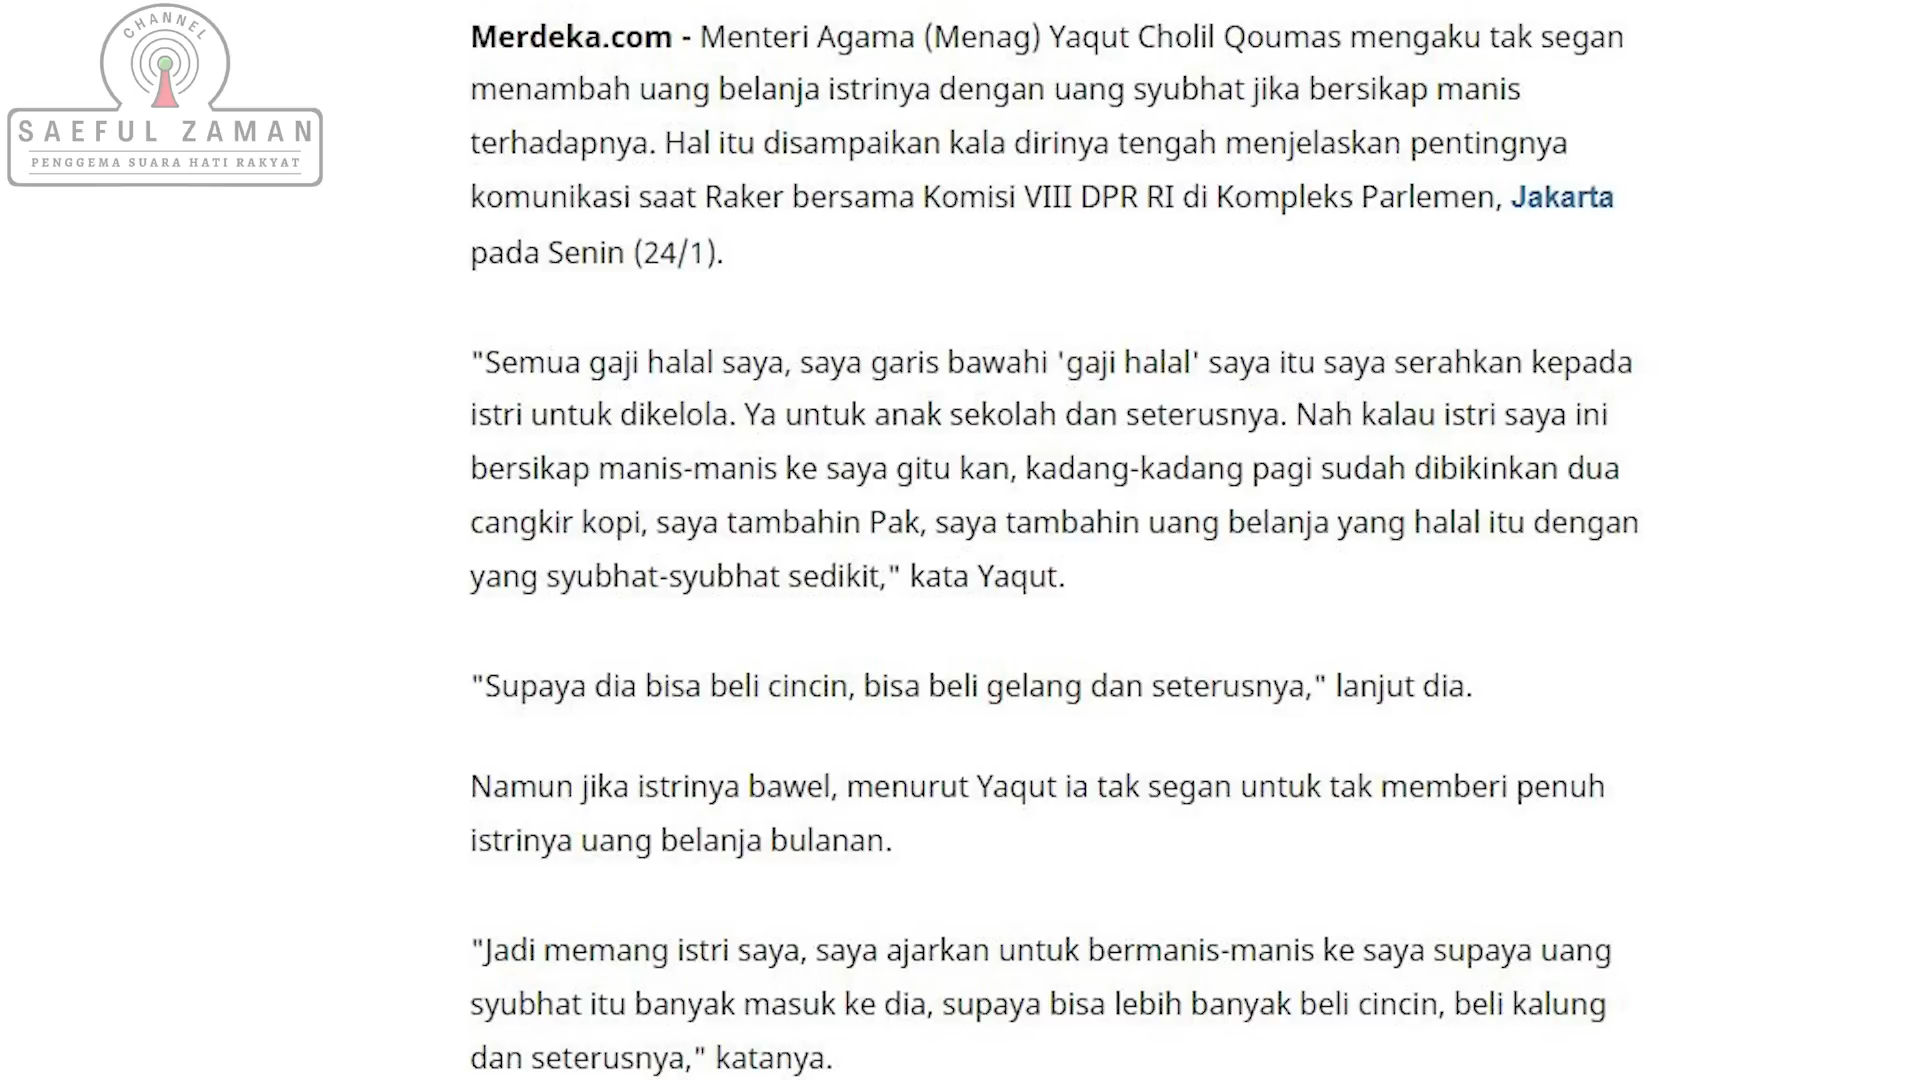 CHANNEL
SAEFUL ZAMAN
PENGGEMA SUARA HATI RAKYAT
Merdeka.com - Menteri Agama (Menag) Yaqut Cholil Qoumas mengaku tak segan
menambah uang belanja istrinya dengan uang syubhat jika bersikap manis
terhadapnya. Hal itu disampaikan kala dirinya tengah menjelaskan pentingnya
komunikasi saat Raker bersama Komisi VIII DPR RI di Kompleks Parlemen, Jakarta
pada Senin (24/1).
"Semua gaji halal saya, saya garis bawahi 'gaji halal' saya itu saya serahkan kepada
istri untuk dikelola. Ya untuk anak sekolah dan seterusnya. Nah kalau istri saya ini
bersikap manis-manis ke saya gitu kan, kadang-kadang pagi sudah dibikinkan dua
cangkir kopi, saya tambahin Pak, saya tambahin uang belanja yang halal itu dengan
yang syubhat-syubhat sedikit," kata Yaqut.
"Supaya dia bisa beli cincin, bisa beli gelang dan seterusnya," lanjut dia.
Namun jika istrinya bawel, menurut Yaqut ia tak segan untuk tak memberi penuh
istrinya uang belanja bulanan.
"Jadi memang istri saya, saya ajarkan untuk bermanis-manis ke saya supaya uang
syubhat itu banyak masuk ke dia, supaya bisa lebih banyak beli cincin, beli kalung
dan seterusnya," katanya.